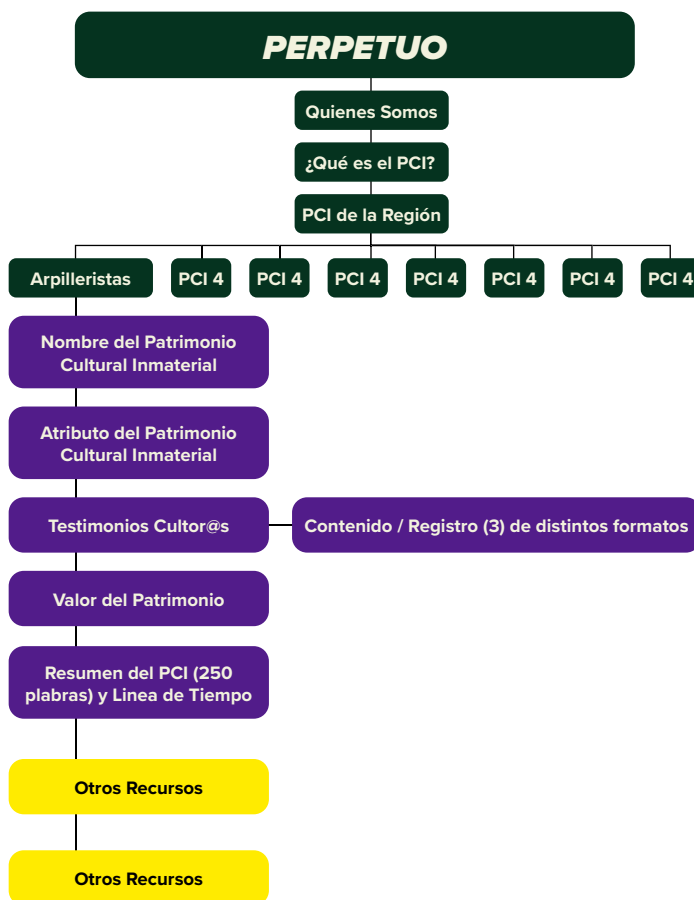 PERPETUO
Quienes Somos
¿Qué es el PCI?
PCI de la Región
Arpilleristas
PCI 4
PCI 4
PCI 4
PCI 4
PCI 4
PCI 4
PCI 4
Nombre del Patrimonio
Cultural Inmaterial
Atributo del Patrimonio
Cultural Inmaterial
Testimonios Cultor@s
Contenido / Registro (3) de distintos formatos
Valor del Patrimonio
Resumen del PCI (250
plabras) y Linea de Tiempo
Otros Recursos
Otros Recursos